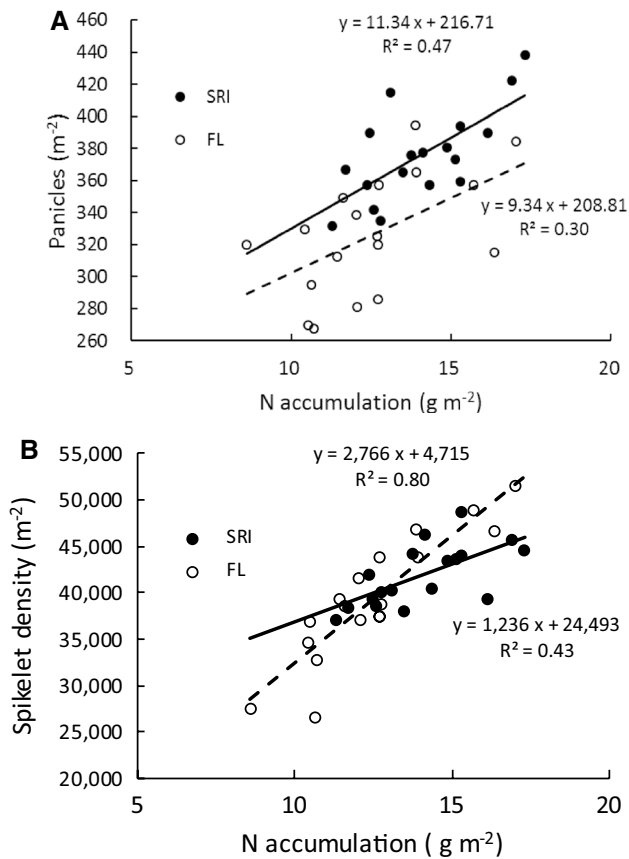 A
y = 11.34 x + 216.71
R² = 0.47
460
440
420
400
380
360
340
320
300
280
260
Panicles (m-2)
SRI
FL
y = 9.34 x + 208.81
R² = 0.30
5 10 15 20
N accumulation (g m-2)
B
y = 2,766 x + 4,715
R² = 0.80
55,000
50,000
45,000
40,000
35,000
30,000
25,000
20,000
Spikelet density (m-2)
SRI
FL
y = 1,236 x + 24,493
R² = 0.43
5 10 15 20
N accumulation ( g m-2)